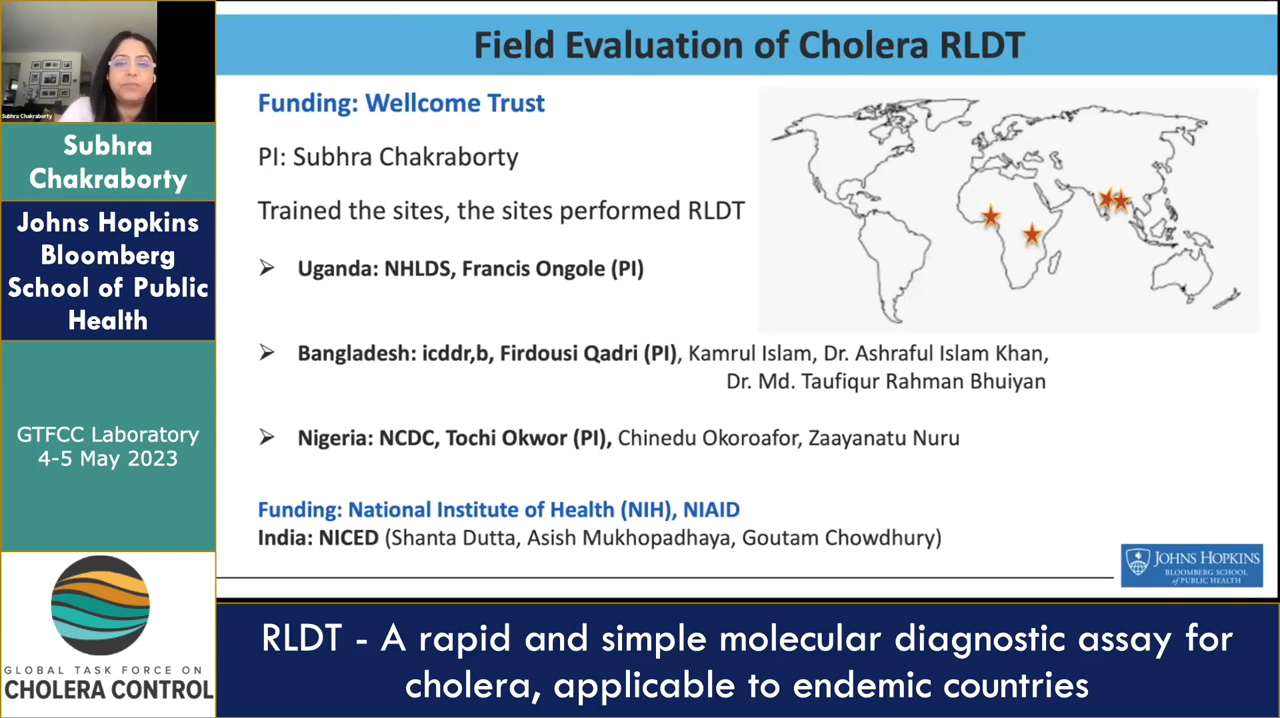 Subhra Chakraborty
Subhra
Chakraborty
Johns Hopkins
Bloomberg
School of Public
Health
GTFCC Laboratory
4-5 May 2023
GLOBAL TASK FORCE ON
CHOLERA CONTROL
Field Evaluation of Cholera RLDT
Funding: Wellcome Trust
PI: Subhra Chakraborty
Trained the sites, the sites performed RLDT
➢ Uganda: NHLDS, Francis Ongole (PI)
➢ Bangladesh: icddr,b, Firdousi Qadri (PI), Kamrul Islam, Dr. Ashraful Islam Khan,
Dr. Md. Taufiqur Rahman Bhuiyan
➢ Nigeria: NCDC, Tochi Okwor (PI), Chinedu Okoroafor, Zaayanatu Nuru
Funding: National Institute of Health (NIH), NIAID
India: NICED (Shanta Dutta, Asish Mukhopadhaya, Goutam Chowdhury)
JOHNS HOPKINS
BLOOMBERG SCHOOL
of PUBLIC HEALTH
RLDT - A rapid and simple molecular diagnostic assay for
cholera, applicable to endemic countries